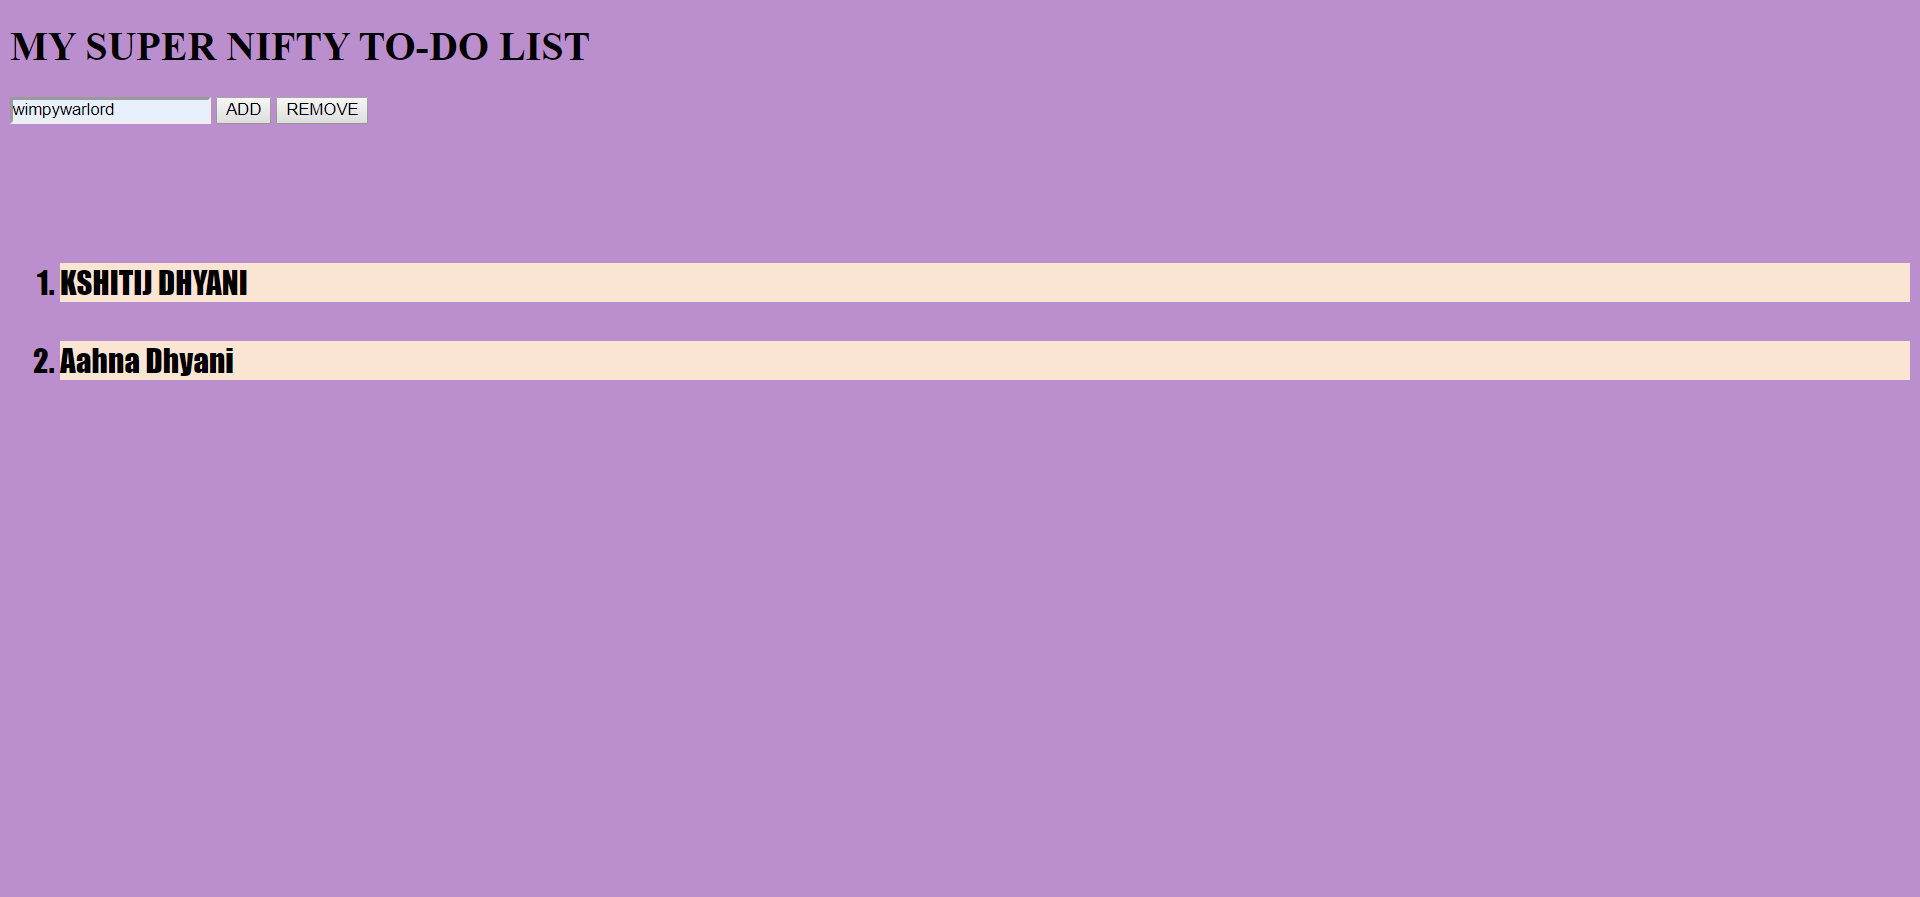 MY SUPER NIFTY TO-DO LIST
wimpywarlord ADD REMOVE
1. KSHITIJ DHYANI
2. Aahna Dhyani